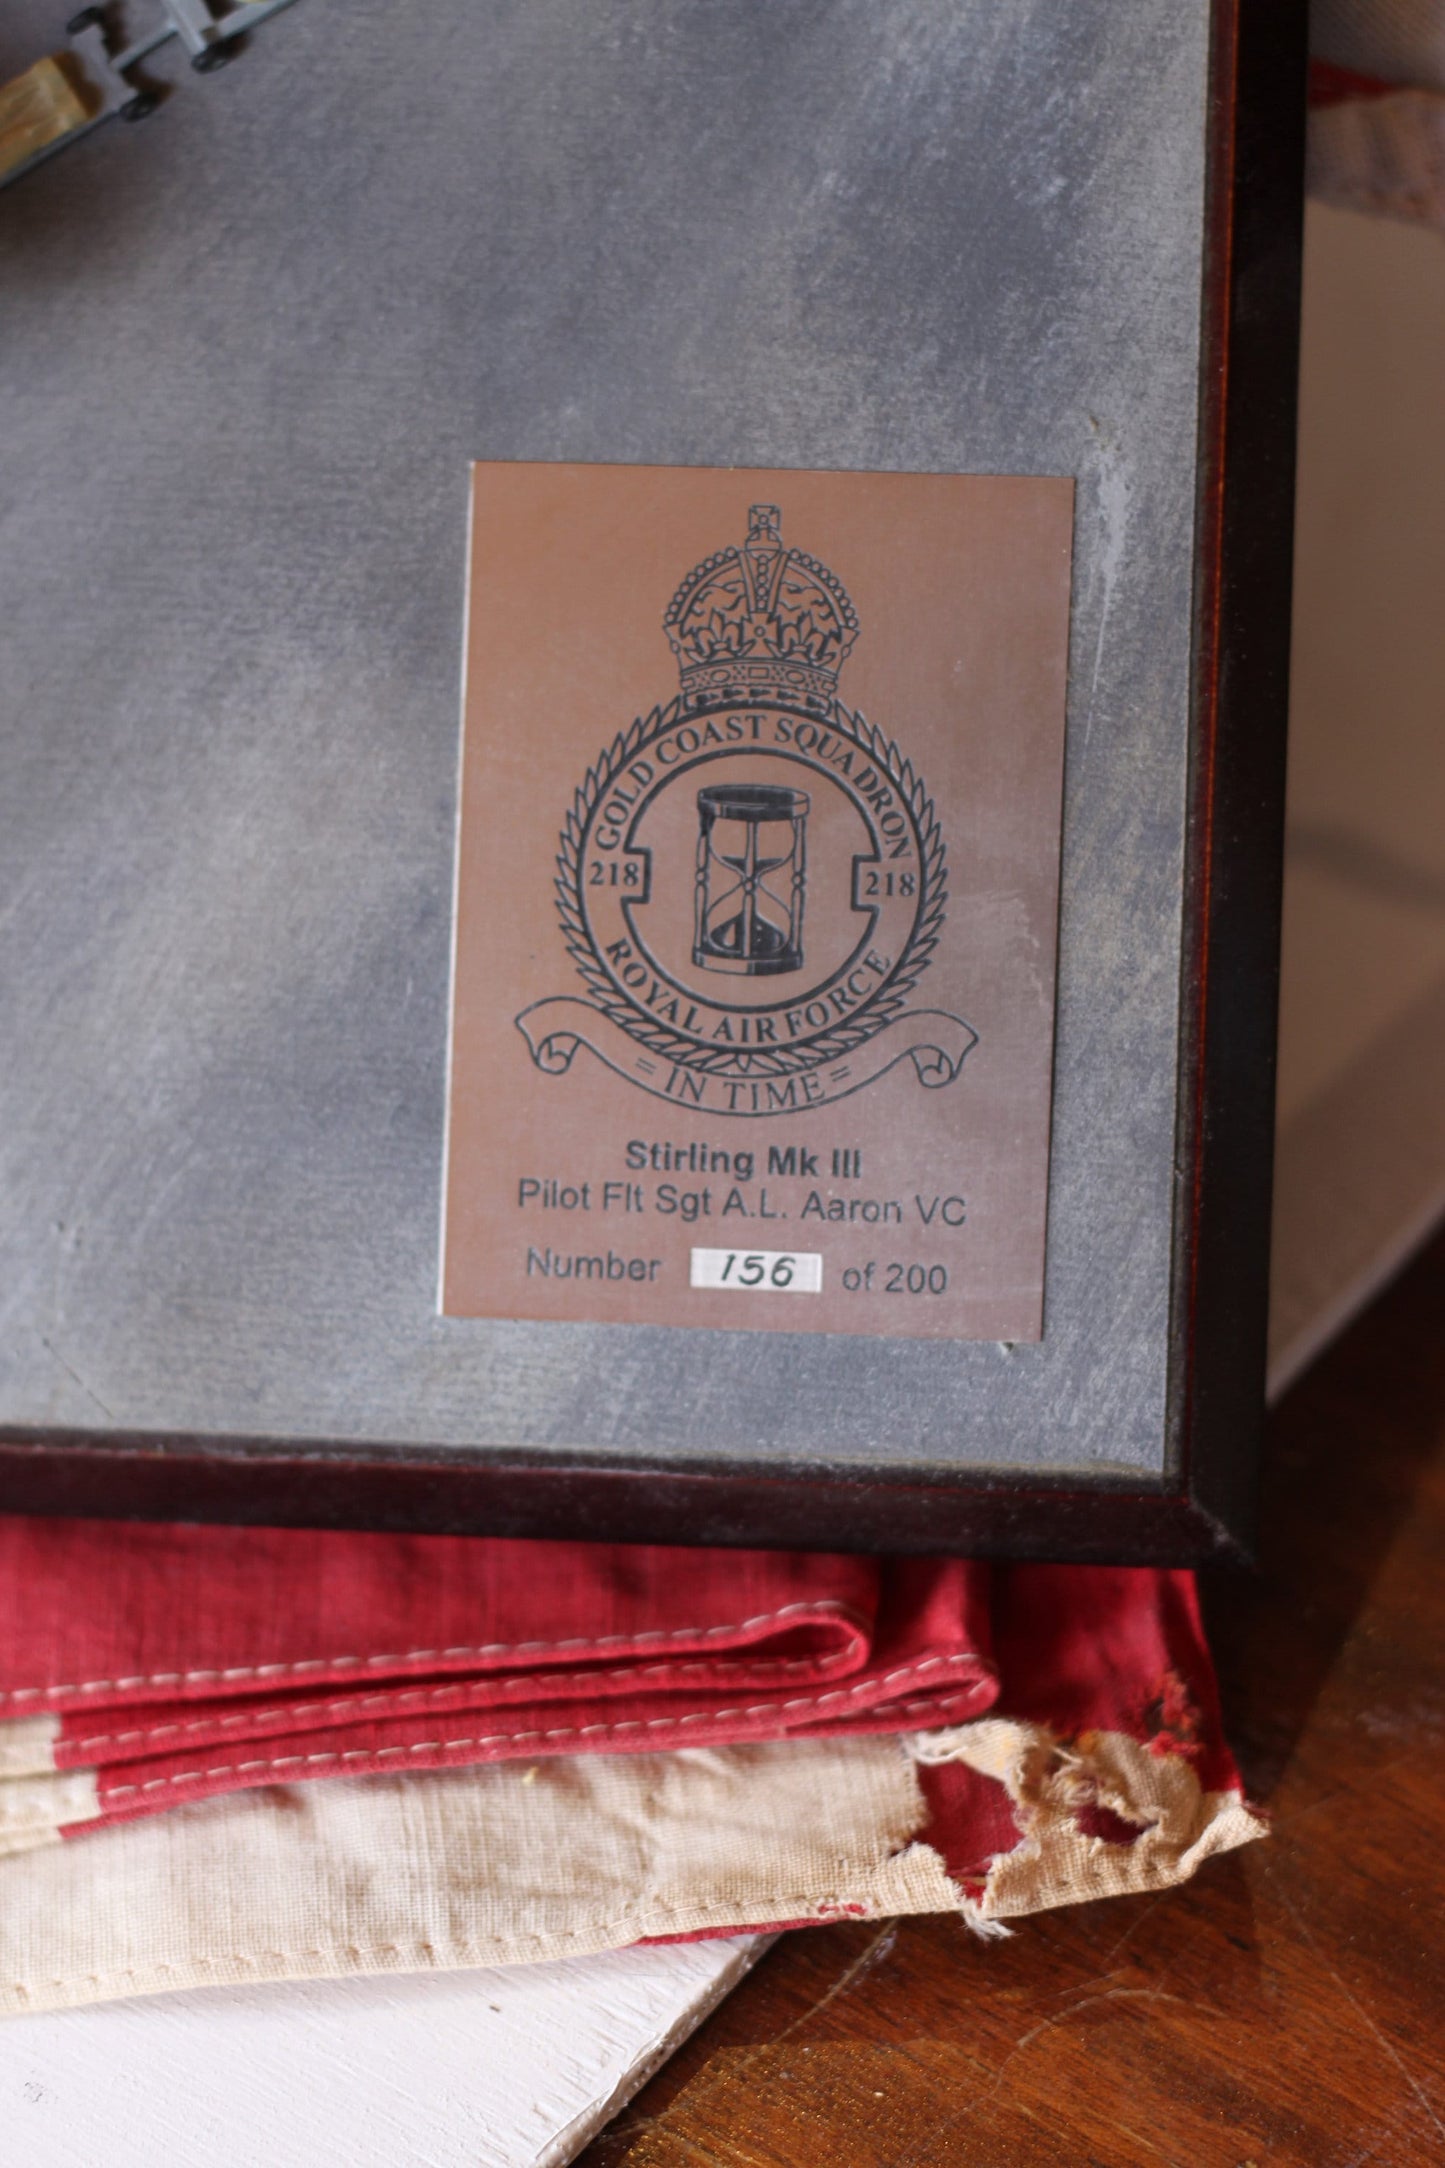 GOLD COAST SQUADRON
218 218
ROYAL AIR FORCE
= IN TIME =
Stirling Mk III
Pilot Flt Sgt A.L. Aaron VC
Number 156 of 200